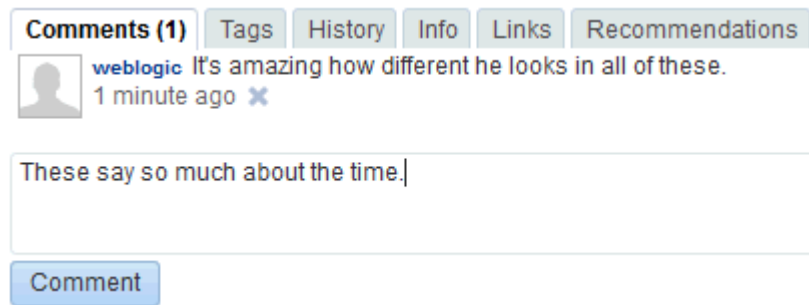 Comments (1) Tags History Info Links Recommendations
weblogic It's amazing how different he looks in all of these.
1 minute ago
These say so much about the time.
Comment